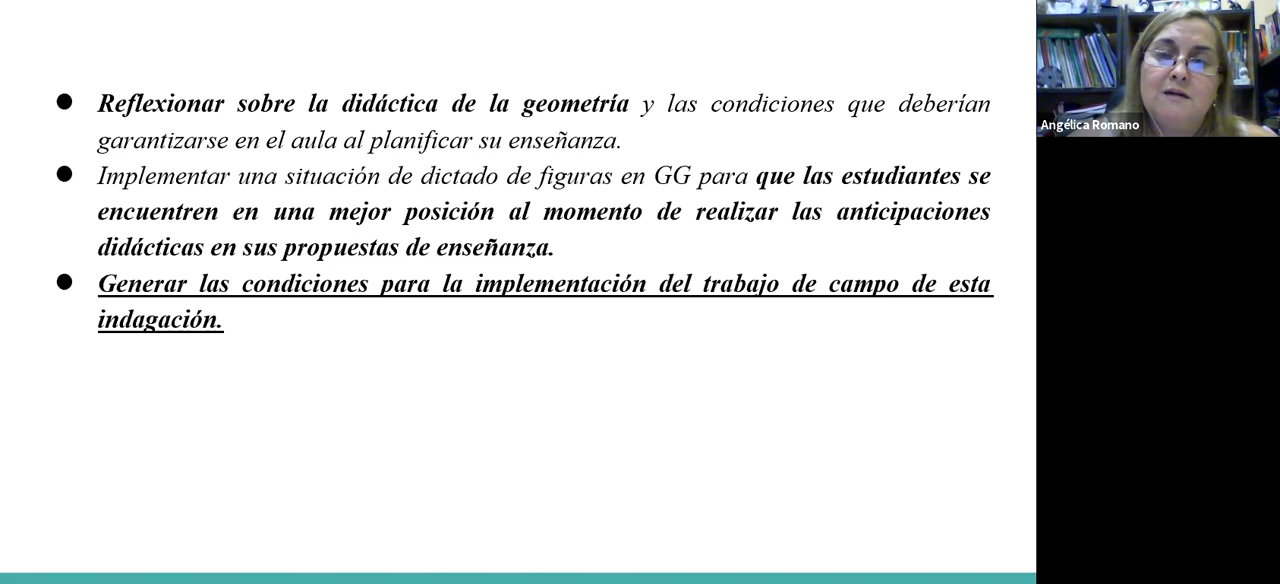 ● Reflexionar sobre la didáctica de la geometría y las condiciones que deberían
garantizarse en el aula al planificar su enseñanza.
● Implementar una situación de dictado de figuras en GG para que las estudiantes se
encuentren en una mejor posición al momento de realizar las anticipaciones
didácticas en sus propuestas de enseñanza.
● Generar las condiciones para la implementación del trabajo de campo de esta
indagación.
Angélica Romano